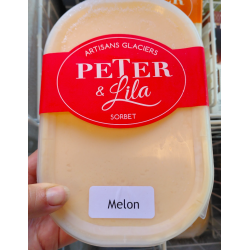 ARTISANS GLACIERS
PETER
& Lila
SORBET
Melon